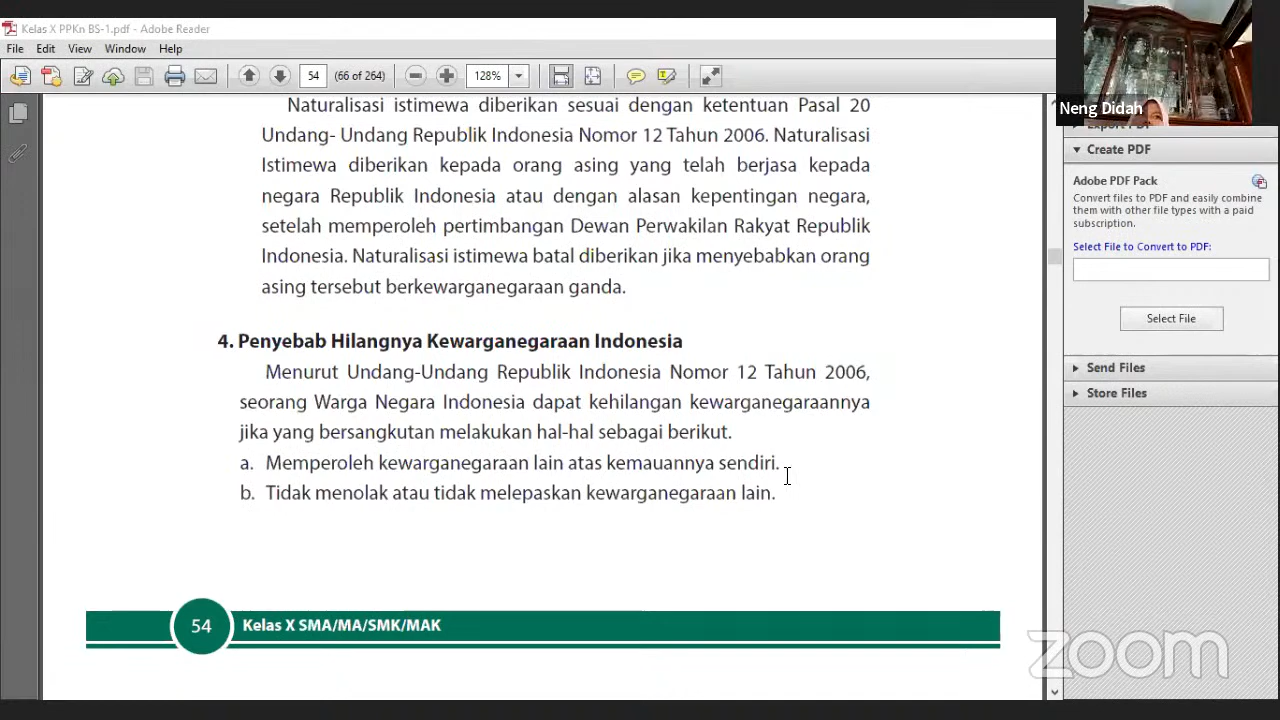 Kelas X PPKn BS-1.pdf - Adobe Reader
File Edit View Window Help
54 (66 of 264) 128%
Neng Didah
Create PDF
Adobe PDF Pack
Convert files to PDF and easily combine
them with other file types with a paid
subscription.
Select File to Convert to PDF:
Select File
Send Files
Store Files
Naturalisasi istimewa diberikan sesuai dengan ketentuan Pasal 20
Undang- Undang Republik Indonesia Nomor 12 Tahun 2006. Naturalisasi
Istimewa diberikan kepada orang asing yang telah berjasa kepada
negara Republik Indonesia atau dengan alasan kepentingan negara,
setelah memperoleh pertimbangan Dewan Perwakilan Rakyat Republik
Indonesia. Naturalisasi istimewa batal diberikan jika menyebabkan orang
asing tersebut berkewarganegaraan ganda.
4. Penyebab Hilangnya Kewarganegaraan Indonesia
Menurut Undang-Undang Republik Indonesia Nomor 12 Tahun 2006,
seorang Warga Negara Indonesia dapat kehilangan kewarganegaraannya
jika yang bersangkutan melakukan hal-hal sebagai berikut.
a. Memperoleh kewarganegaraan lain atas kemauannya sendiri.
b. Tidak menolak atau tidak melepaskan kewarganegaraan lain.
54 Kelas X SMA/MA/SMK/MAK
zoom